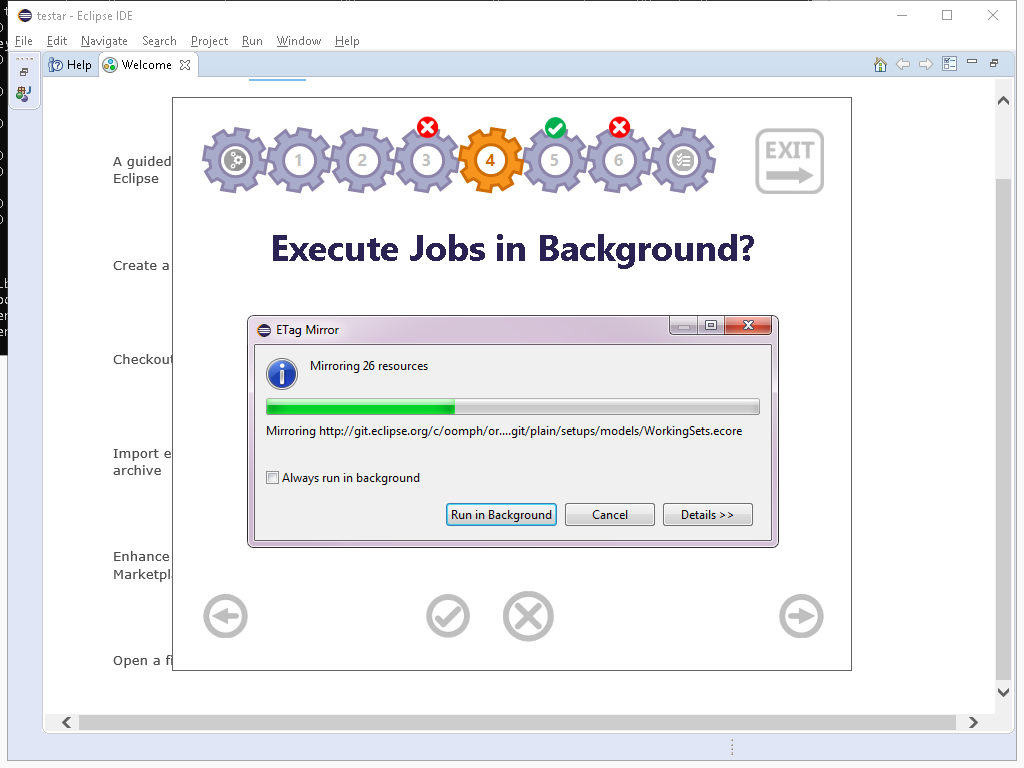 testar - Eclipse IDE
File Edit Navigate Search Project Run Window Help
Help Welcome
1 2 3 4 5 6
EXIT
A guided
Eclipse
Execute Jobs in Background?
Create a
ETag Mirror
Mirroring 26 resources
Checkout
Mirroring http://git.eclipse.org/c/oomph/or....git/plain/setups/models/WorkingSets.ecore
Import e
archive
Always run in background
Run in Background Cancel Details >>
Enhance
Marketpl
Open a fi